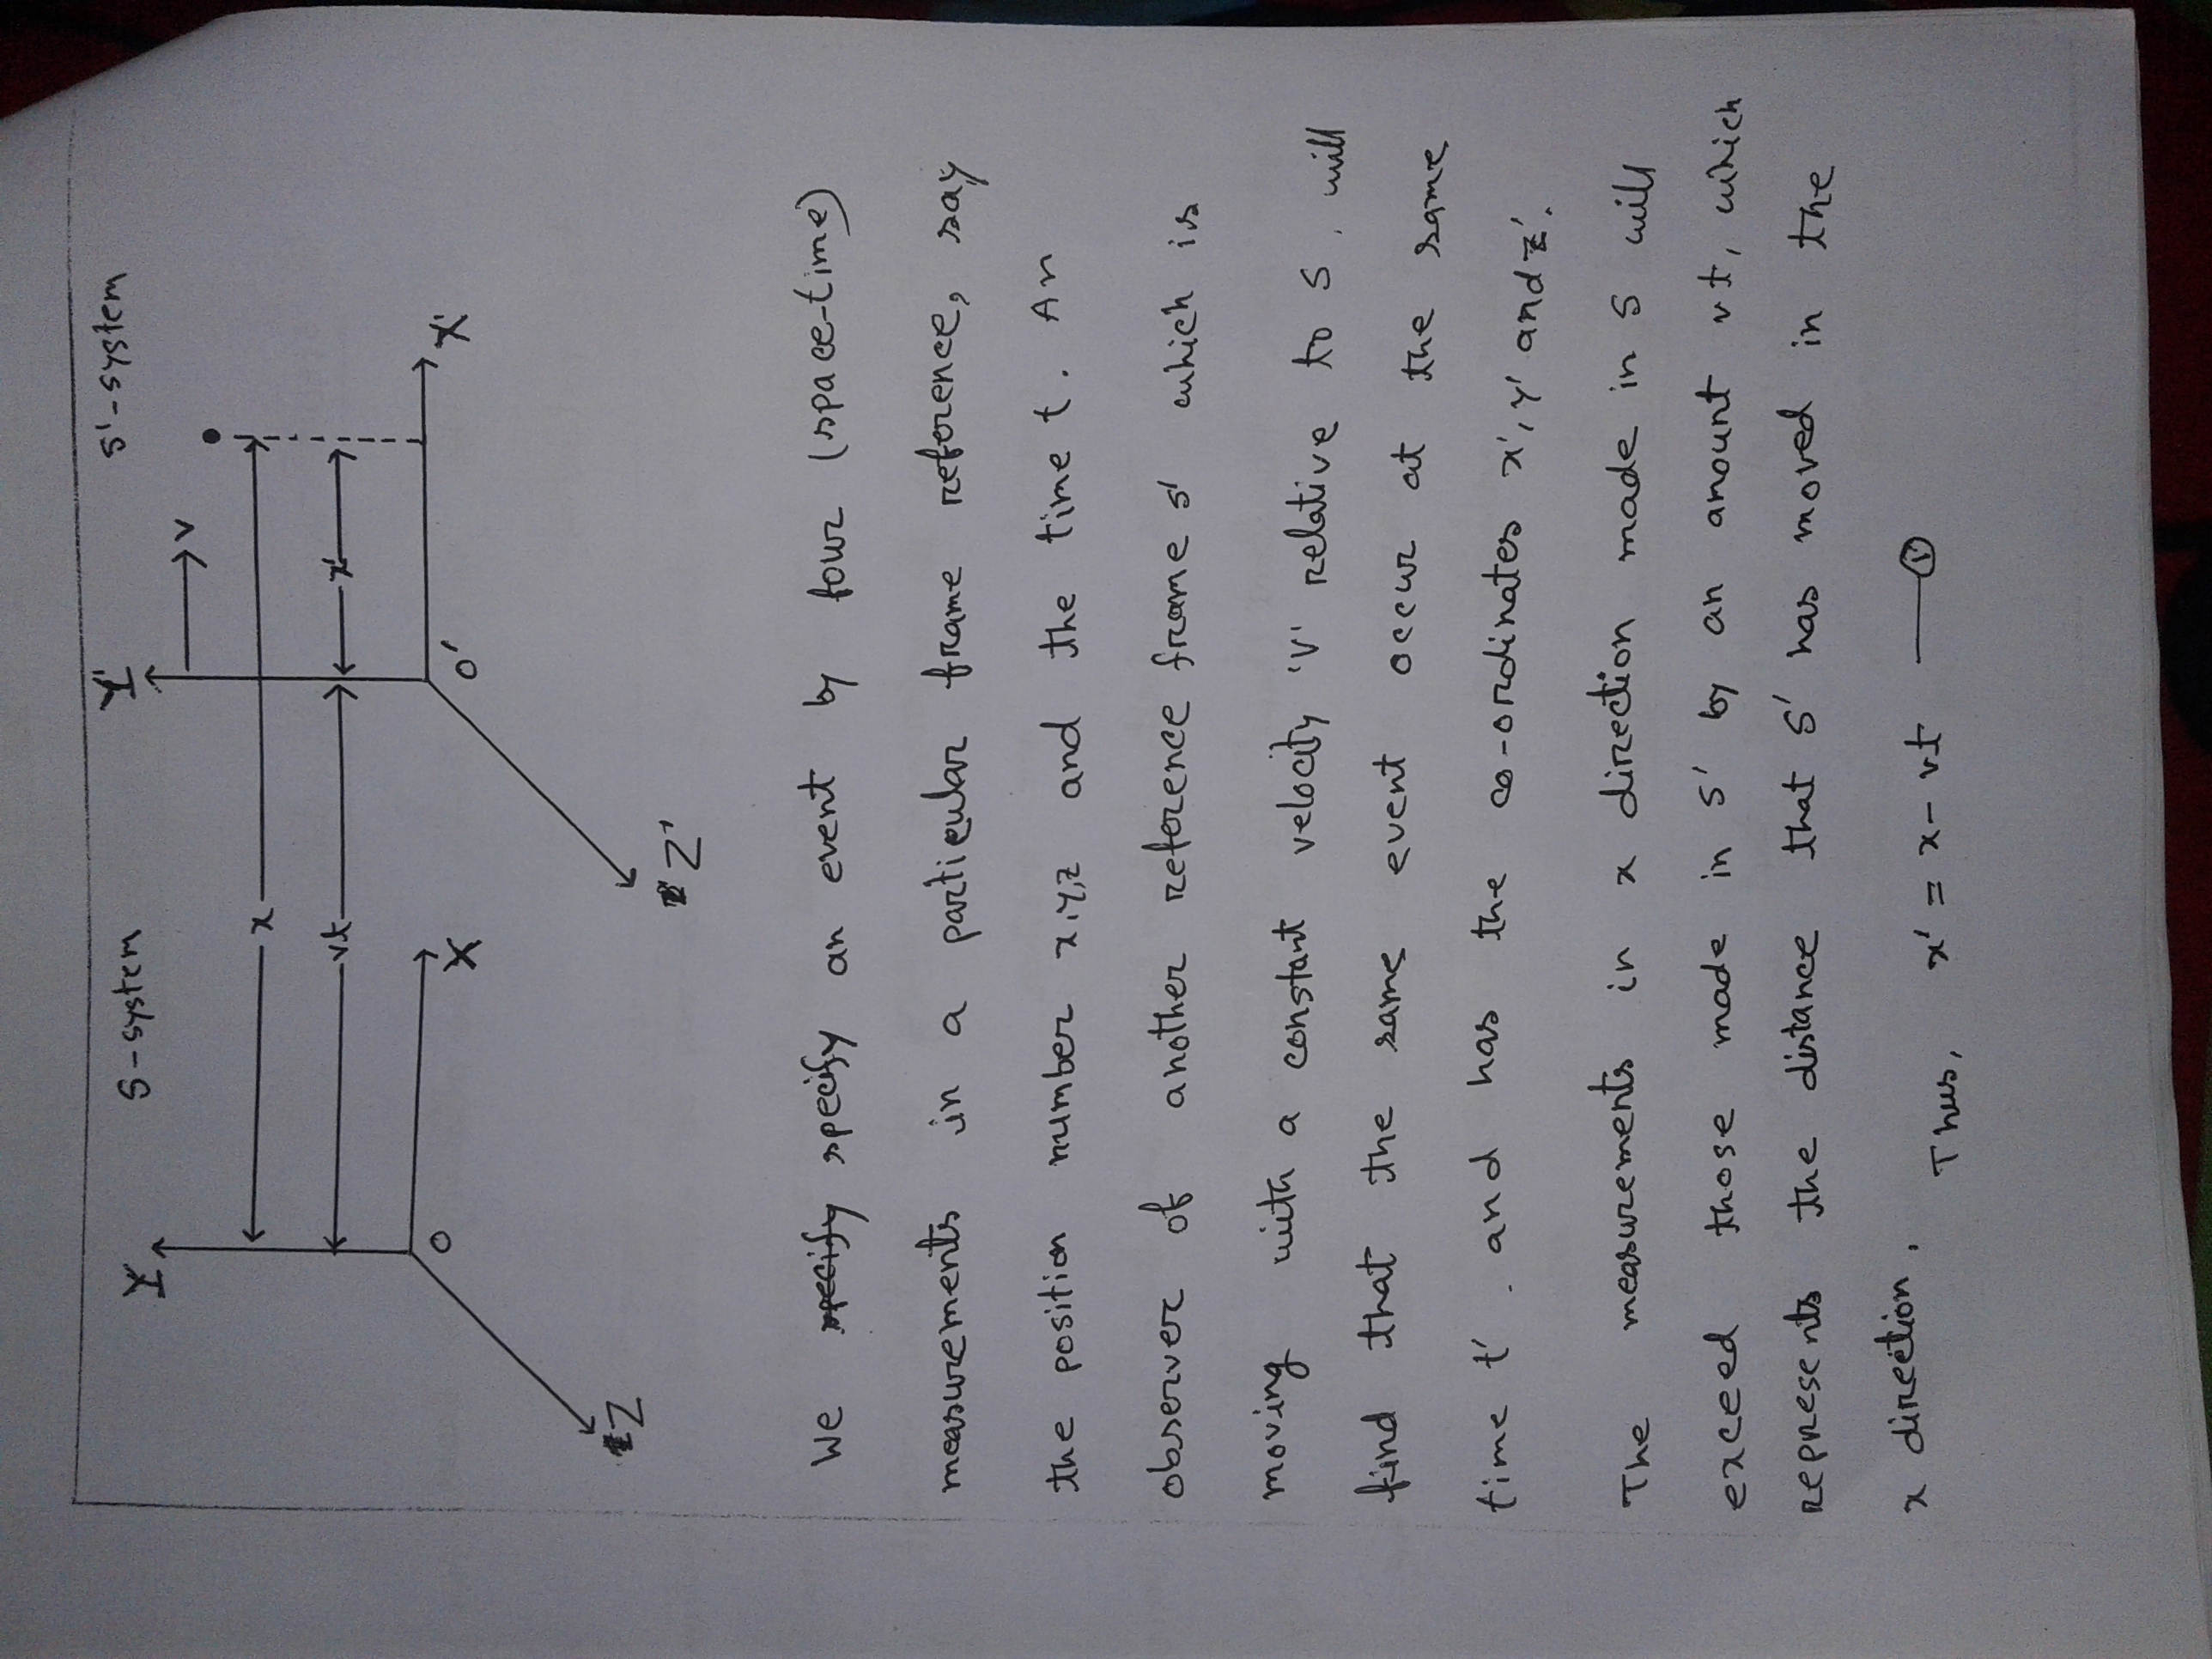 S-system
S'-system
Y
Y'
v
x
vt
x'
O
X
O'
X'
Z
Z'
We specify specify an event by four (space-time)
measurements in a particular frame reference, say
the position number x,y,z and the time t. An
observer of another reference frame s' which is
moving with a constant velocity 'v' relative to S, will
find that the same event occur at the same
time t'. and has the co-ordinates x', y' and z'.
The measurements in x direction made in S will
exceed those made in S' by an amount vt, which
represents the distance that S' has moved in the
x direction.
Thus, x' = x - vt